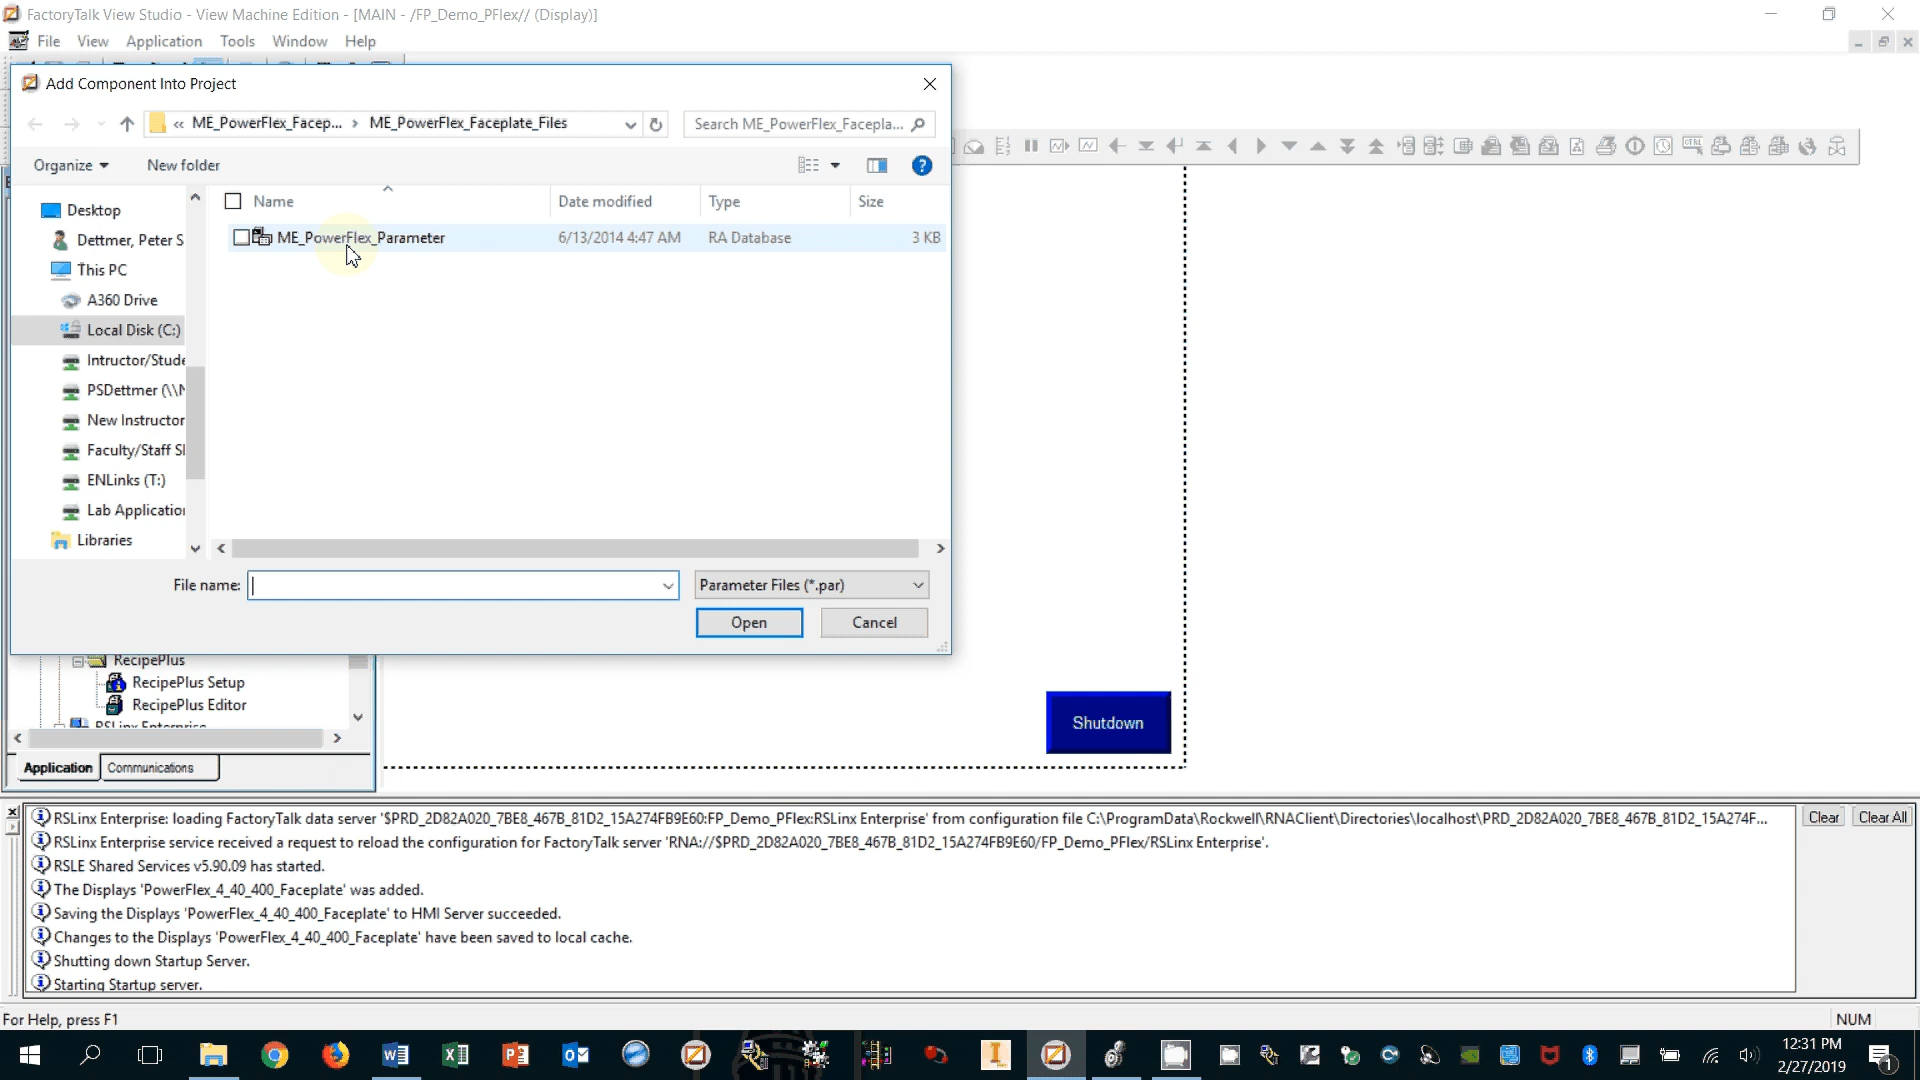 FactoryTalk View Studio - View Machine Edition - [MAIN - /FP_Demo_PFlex// (Display)]
File View Application Tools Window Help
Add Component Into Project
« ME_PowerFlex_Facep... › ME_PowerFlex_Faceplate_Files
Search ME_PowerFlex_Facepla...
Organize New folder
Name Date modified Type Size
ME_PowerFlex_Parameter 6/13/2014 4:47 AM RA Database 3 KB
Desktop
Dettmer, Peter S
This PC
A360 Drive
Local Disk (C:)
Intructor/Stude
PSDettmer (\\
New Instructor
Faculty/Staff S
ENLinks (T:)
Lab Application
Libraries
File name:
Parameter Files (*.par)
Open Cancel
RecipePlus
RecipePlus Setup
RecipePlus Editor
RSLinx Enterprise
Application Communications
Shutdown
RSLinx Enterprise: loading FactoryTalk data server '$PRD_2D82A020_7BE8_467B_81D2_15A274FB9E60:FP_Demo_PFlex:RSLinx Enterprise' from configuration file C:\ProgramData\Rockwell\RNAClient\Directories\localhost\PRD_2D82A020_7BE8_467B_81D2_15A274F...
Clear Clear All
RSLinx Enterprise service received a request to reload the configuration for FactoryTalk server 'RNA://$PRD_2D82A020_7BE8_467B_81D2_15A274FB9E60/FP_Demo_PFlex/RSLinx Enterprise'.
RSLE Shared Services v5.90.09 has started.
The Displays 'PowerFlex_4_40_400_Faceplate' was added.
Saving the Displays 'PowerFlex_4_40_400_Faceplate' to HMI Server succeeded.
Changes to the Displays 'PowerFlex_4_40_400_Faceplate' have been saved to local cache.
Shutting down Startup Server.
Starting Startup server.
For Help, press F1
NUM
12:31 PM
2/27/2019
1